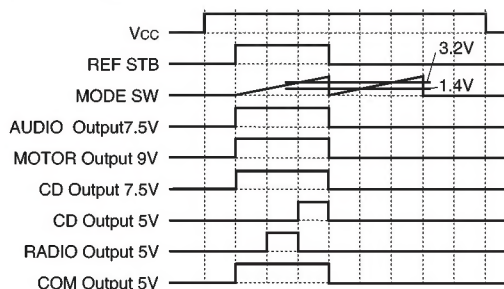 Vcc
REF STB
3.2V
MODE SW
1.4V
AUDIO Output7.5V
MOTOR Output 9V
CD Output 7.5V
CD Output 5V
RADIO Output 5V
COM Output 5V